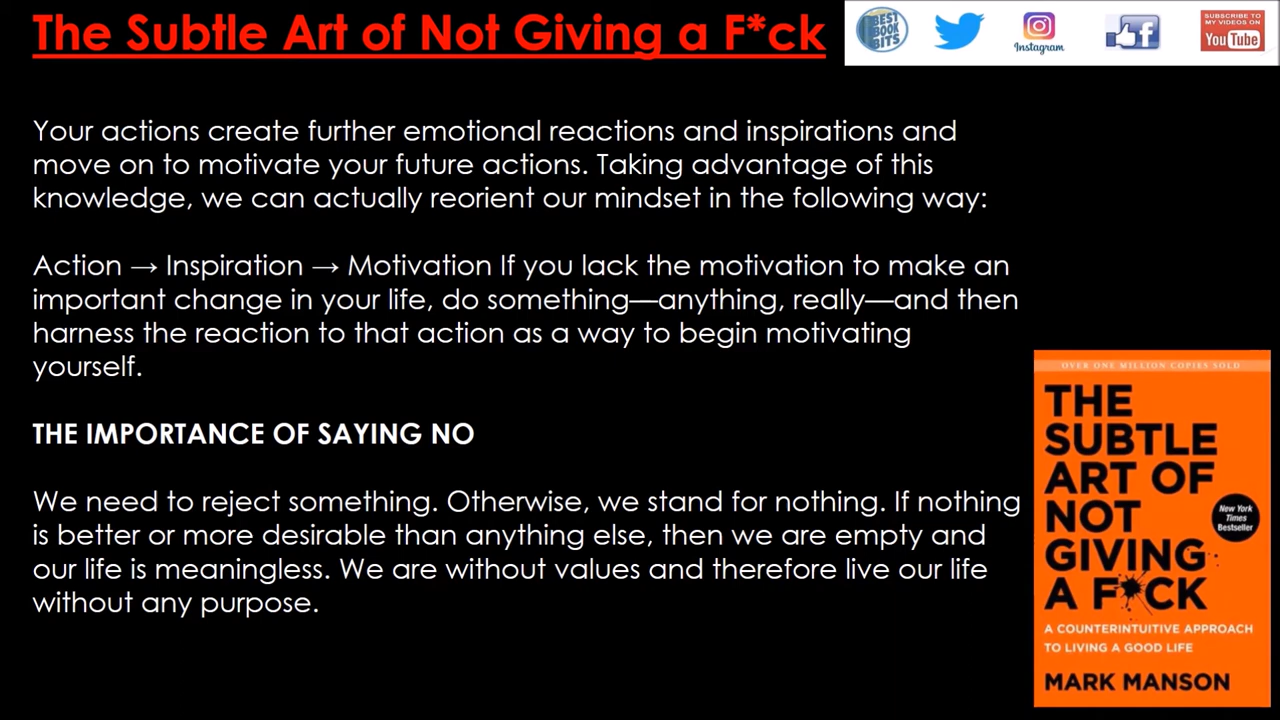 The Subtle Art of Not Giving a F*ck
BEST
BOOK
BITS
Instagram
f
SUBSCRIBE TO
MY VIDEOS ON
YouTube
Your actions create further emotional reactions and inspirations and
move on to motivate your future actions. Taking advantage of this
knowledge, we can actually reorient our mindset in the following way:
Action → Inspiration → Motivation If you lack the motivation to make an
important change in your life, do something—anything, really—and then
harness the reaction to that action as a way to begin motivating
yourself.
THE IMPORTANCE OF SAYING NO
We need to reject something. Otherwise, we stand for nothing. If nothing
is better or more desirable than anything else, then we are empty and
our life is meaningless. We are without values and therefore live our life
without any purpose.
OVER ONE MILLION COPIES SOLD
THE
SUBTLE
ART OF
NOT
GIVING
A F*CK
New York
Times
Bestseller
A COUNTERINTUITIVE APPROACH
TO LIVING A GOOD LIFE
MARK MANSON